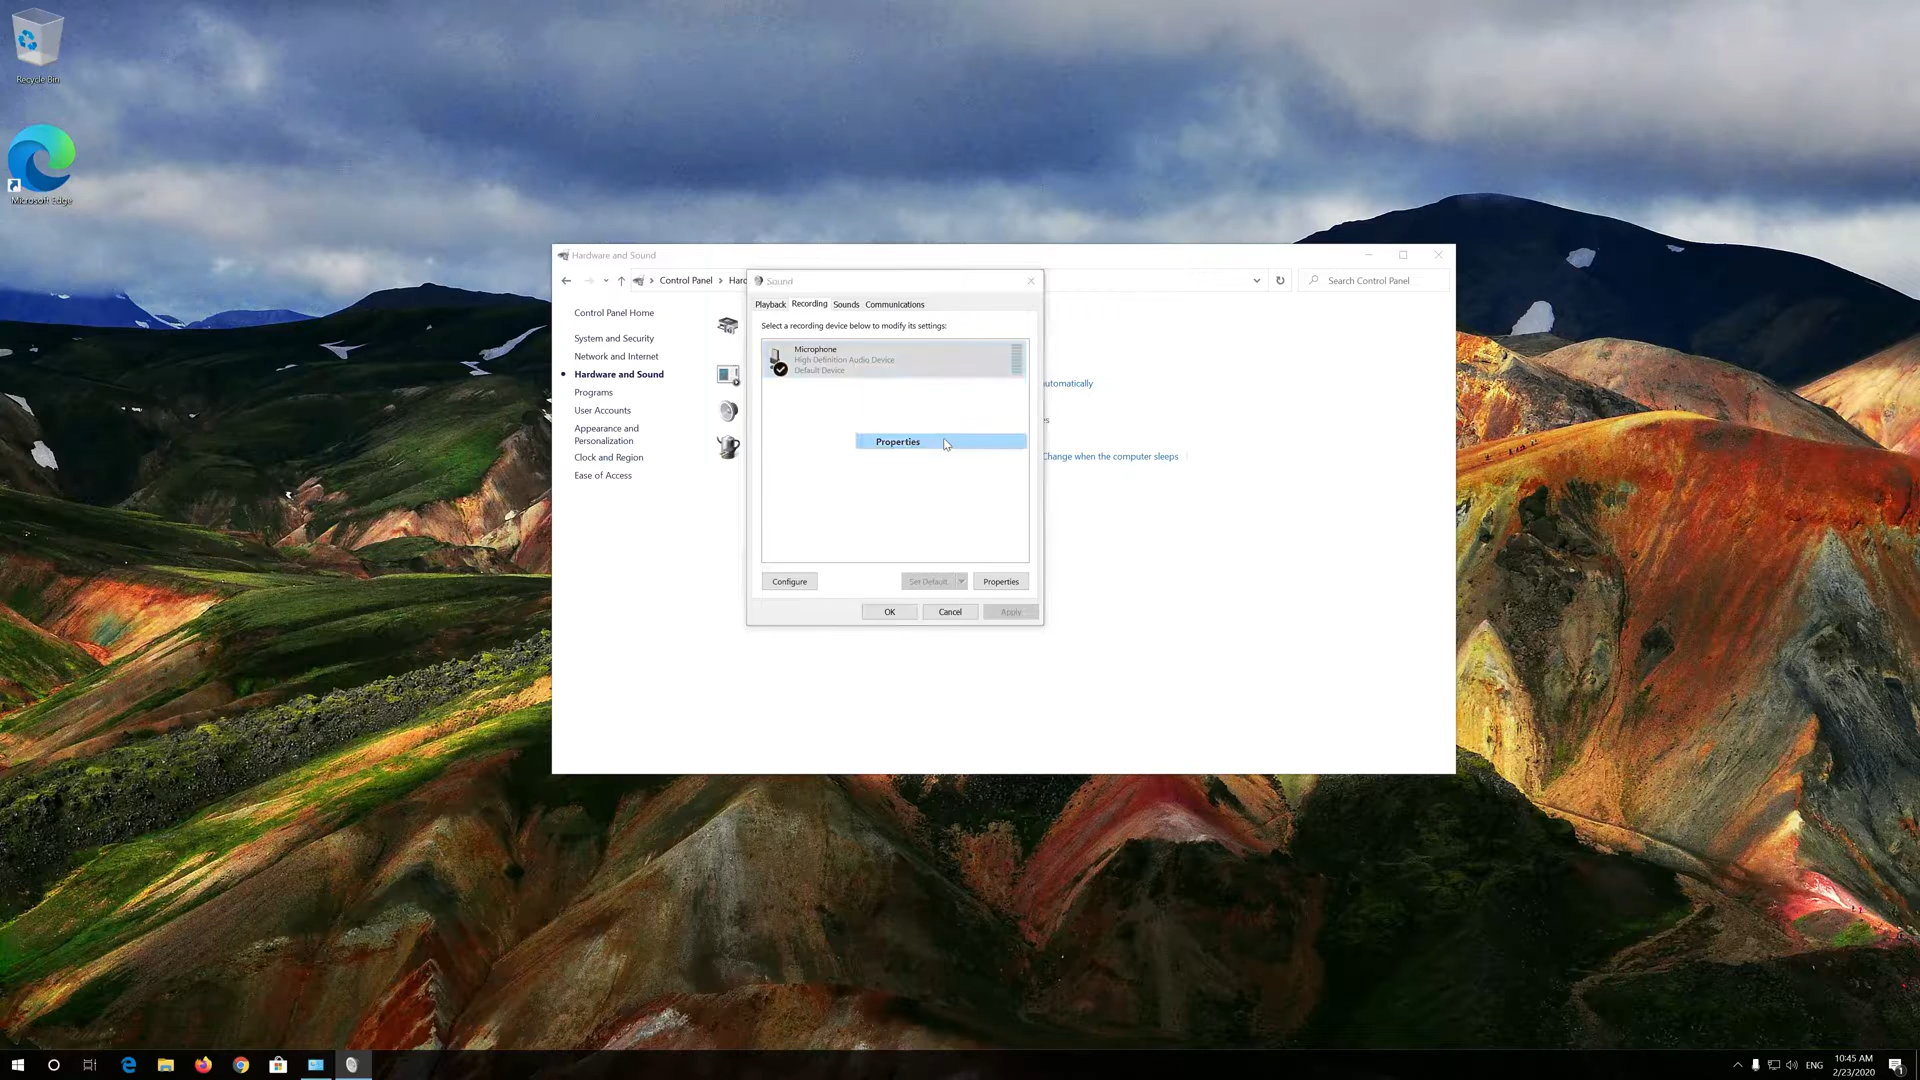 Recycle Bin
Microsoft Edge
Hardware and Sound
Control Panel
Hard
Search Control Panel
Control Panel Home
System and Security
Network and Internet
Hardware and Sound
Programs
User Accounts
Appearance and
Personalization
Clock and Region
Ease of Access
Sound
Playback Recording Sounds Communications
Select a recording device below to modify its settings:
Microphone
High Definition Audio Device
Default Device
Properties
Configure Set Default Properties
OK Cancel Apply
automatically
es
Change when the computer sleeps
ENG
10:45 AM
2/23/2020
1